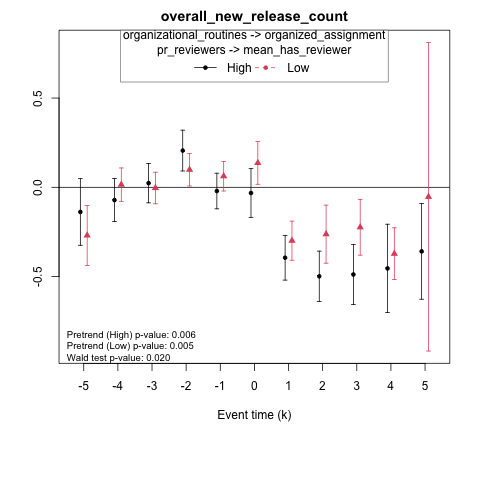 overall_new_release_count
organizational_routines -> organized_assignment
pr_reviewers -> mean_has_reviewer
High Low
0.5
0.0
-0.5
Pretrend (High) p-value: 0.006
Pretrend (Low) p-value: 0.005
Wald test p-value: 0.020
-5 -4 -3 -2 -1 0 1 2 3 4 5
Event time (k)